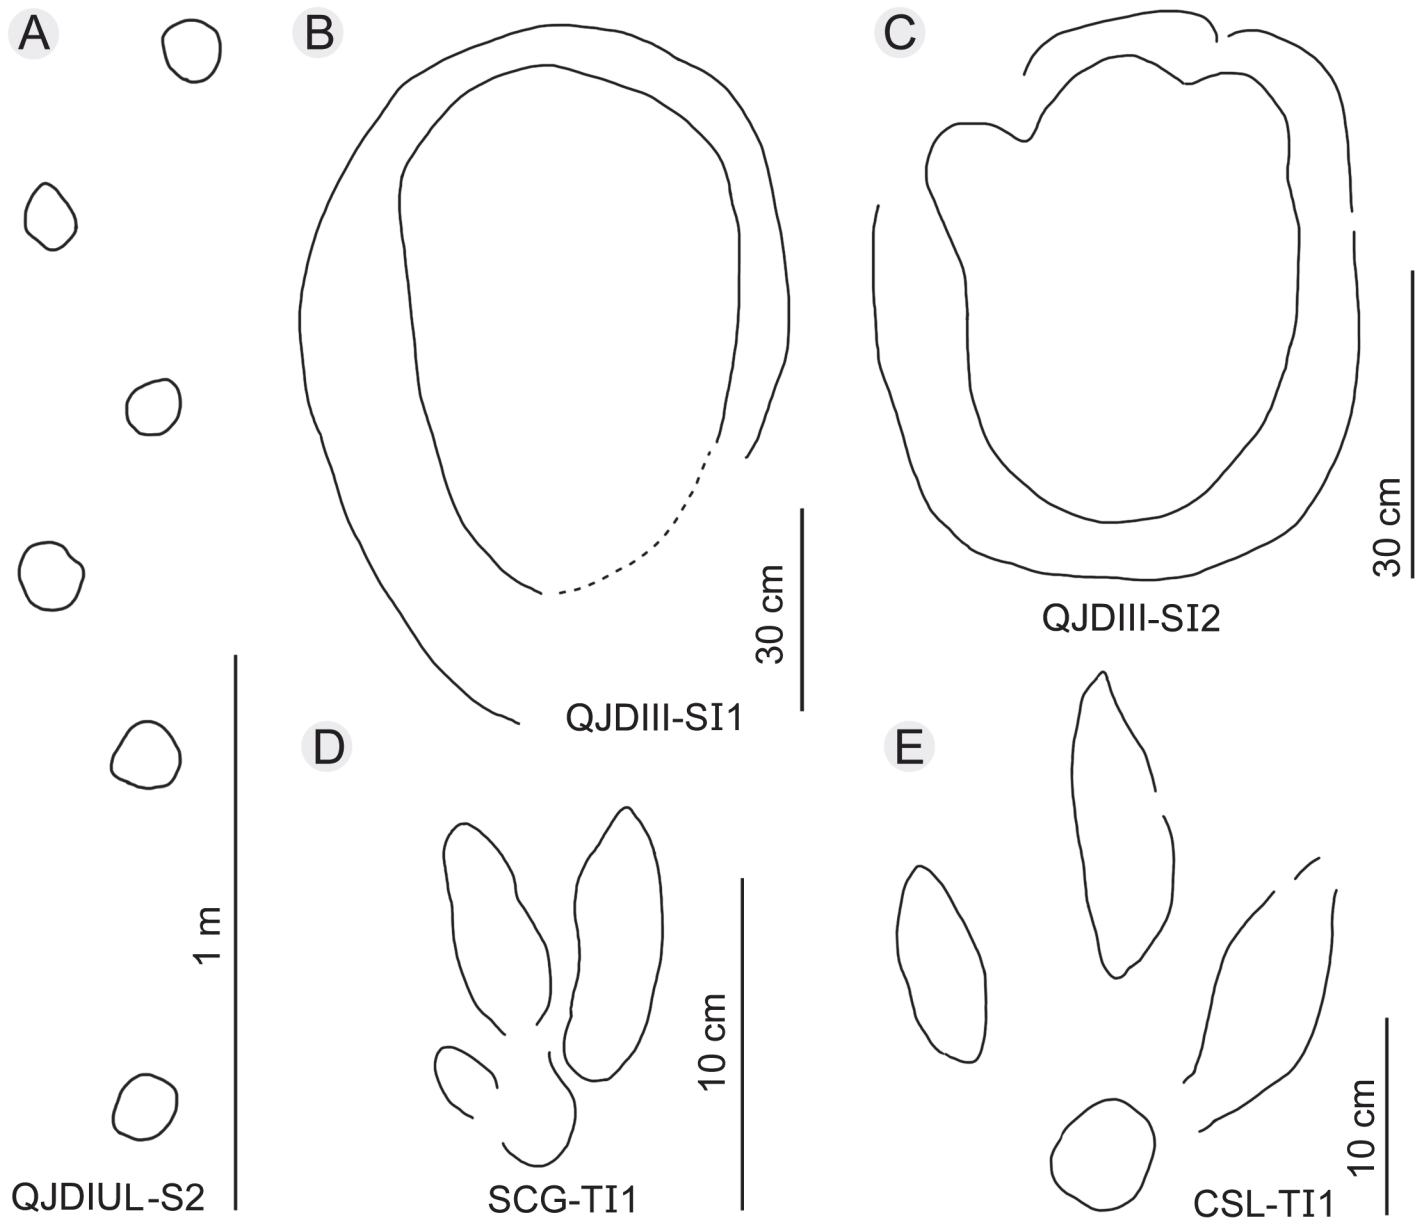 A
B
C
30 cm
QJDIII-SI2
30 cm
QJDIII-SI1
D
E
1 m
10 cm
10 cm
QJDIUL-S2
SCG-TI1
CSL-TI1